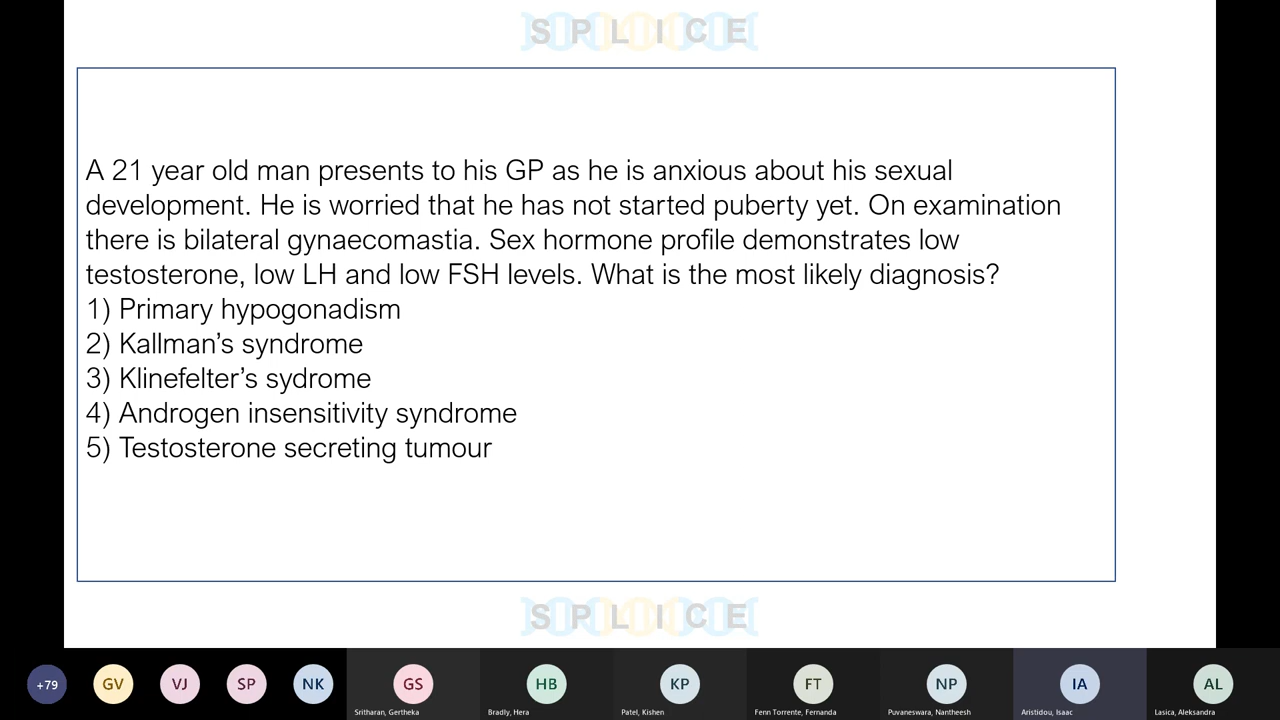 S P L I C E
A 21 year old man presents to his GP as he is anxious about his sexual
development. He is worried that he has not started puberty yet. On examination
there is bilateral gynaecomastia. Sex hormone profile demonstrates low
testosterone, low LH and low FSH levels. What is the most likely diagnosis?
1) Primary hypogonadism
2) Kallman’s syndrome
3) Klinefelter’s sydrome
4) Androgen insensitivity syndrome
5) Testosterone secreting tumour
S P L I C E
+79 GV VJ SP NK GS HB KP FT NP IA AL
Sritharan, Gertheka Bradly, Hera Patel, Kishen Fenn Torrente, Fernanda Puvaneswara, Nantheesh Aristidou, Isaac Lasica, Aleksandra